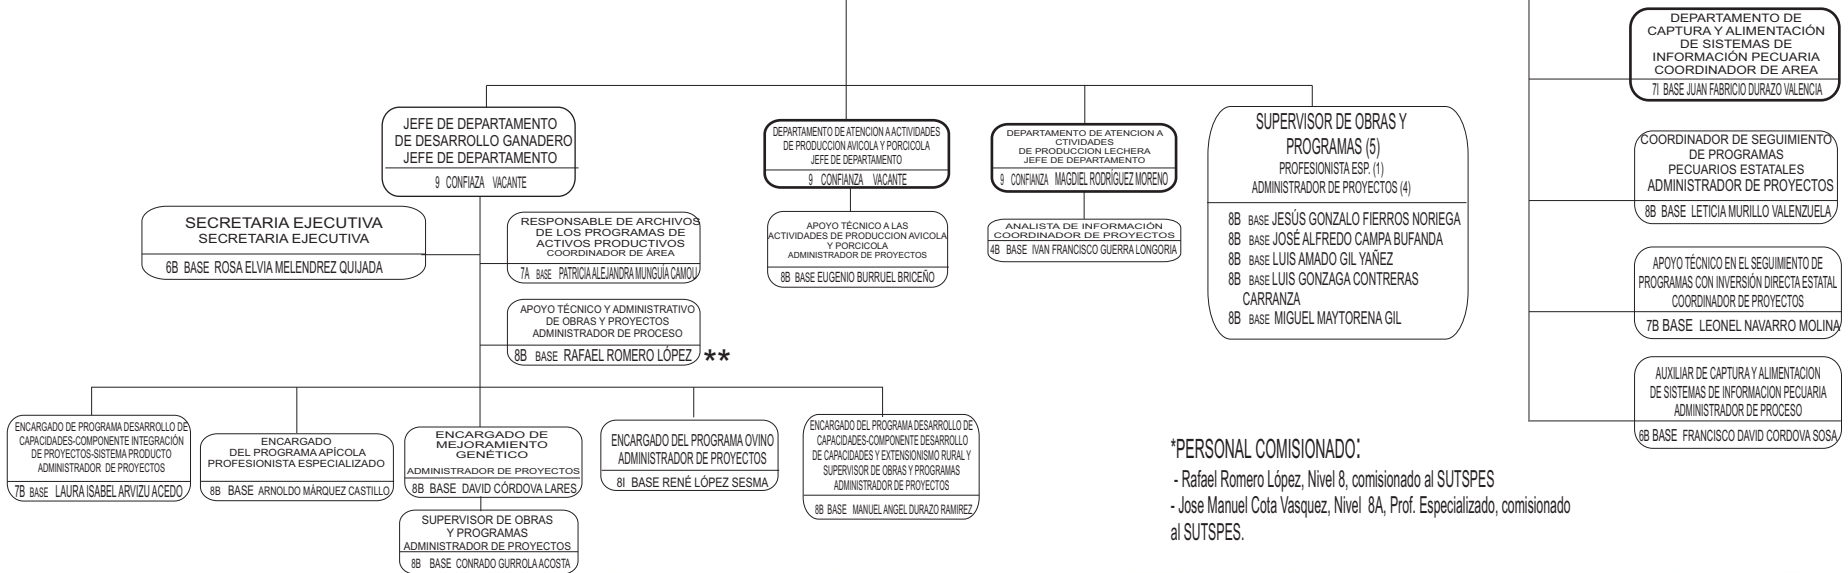 DEPARTAMENTO DE
CAPTURA Y ALIMENTACIÓN
DE SISTEMAS DE
INFORMACIÓN PECUARIA
COORDINADOR DE AREA
7I BASE JUAN FABRICIO DURAZO VALENCIA
JEFE DE DEPARTAMENTO
DE DESARROLLO GANADERO
JEFE DE DEPARTAMENTO
9 CONFIAZA VACANTE
DEPARTAMENTO DE ATENCION A ACTIVIDADES
DE PRODUCCION AVICOLA Y PORCICOLA
JEFE DE DEPARTAMENTO
9 CONFIANZA VACANTE
DEPARTAMENTO DE ATENCION A
CTIVIDADES
DE PRODUCCION LECHERA
JEFE DE DEPARTAMENTO
9 CONFIANZA MAGDIEL RODRÍGUEZ MORENO
SUPERVISOR DE OBRAS Y
PROGRAMAS (5)
PROFESIONISTA ESP. (1)
ADMINISTRADOR DE PROYECTOS (4)
8B BASE JESÚS GONZALO FIERROS NORIEGA
8B BASE JOSÉ ALFREDO CAMPA BUFANDA
8B BASE LUIS AMADO GIL YAÑEZ
8B BASE LUIS GONZAGA CONTRERAS
CARRANZA
8B BASE MIGUEL MAYTORENA GIL
COORDINADOR DE SEGUIMIENTO
DE PROGRAMAS
PECUARIOS ESTATALES
ADMINISTRADOR DE PROYECTOS
8B BASE LETICIA MURILLO VALENZUELA
SECRETARIA EJECUTIVA
SECRETARIA EJECUTIVA
6B BASE ROSA ELVIA MELENDREZ QUIJADA
RESPONSABLE DE ARCHIVOS
DE LOS PROGRAMAS DE
ACTIVOS PRODUCTIVOS
COORDINADOR DE ÁREA
7A BASE PATRICIA ALEJANDRA MUNGUÍA CAMOU
APOYO TÉCNICO A LAS
ACTIVIDADES DE PRODUCCION AVICOLA
Y PORCICOLA
ADMINISTRADOR DE PROYECTOS
8B BASE EUGENIO BURRUEL BRICEÑO
ANALISTA DE INFORMACIÓN
COORDINADOR DE PROYECTOS
4B BASE IVAN FRANCISCO GUERRA LONGORIA
APOYO TÉCNICO EN EL SEGUIMIENTO DE
PROGRAMAS CON INVERSIÓN DIRECTA ESTATAL
COORDINADOR DE PROYECTOS
7B BASE LEONEL NAVARRO MOLINA
APOYO TÉCNICO Y ADMINISTRATIVO
DE OBRAS Y PROYECTOS
ADMINISTRADOR DE PROCESO
8B BASE RAFAEL ROMERO LÓPEZ **
AUXILIAR DE CAPTURA Y ALIMENTACION
DE SISTEMAS DE INFORMACION PECUARIA
ADMINISTRADOR DE PROCESO
6B BASE FRANCISCO DAVID CORDOVA SOSA
ENCARGADO DE PROGRAMA DESARROLLO DE
CAPACIDADES-COMPONENTE INTEGRACIÓN
DE PROYECTOS-SISTEMA PRODUCTO
ADMINISTRADOR DE PROYECTOS
7B BASE LAURA ISABEL ARVIZU ACEDO
ENCARGADO
DEL PROGRAMA APÍCOLA
PROFESIONISTA ESPECIALIZADO
8B BASE ARNOLDO MÁRQUEZ CASTILLO
ENCARGADO DE
MEJORAMIENTO
GENÉTICO
ADMINISTRADOR DE PROYECTOS
8B BASE DAVID CÓRDOVA LARES
ENCARGADO DEL PROGRAMA OVINO
ADMINISTRADOR DE PROYECTOS
8I BASE RENÉ LÓPEZ SESMA
ENCARGADO DEL PROGRAMA DESARROLLO DE
CAPACIDADES-COMPONENTE DESARROLLO
DE CAPACIDADES Y EXTENSIONISMO RURAL Y
SUPERVISOR DE OBRAS Y PROGRAMAS
ADMINISTRADOR DE PROYECTOS
8B BASE MANUEL ANGEL DURAZO RAMIREZ
SUPERVISOR DE OBRAS
Y PROGRAMAS
ADMINISTRADOR DE PROYECTOS
8B BASE CONRADO GURROLA ACOSTA
*PERSONAL COMISIONADO:
- Rafael Romero López, Nivel 8, comisionado al SUTSPES
- Jose Manuel Cota Vasquez, Nivel 8A, Prof. Especializado, comisionado
al SUTSPES.